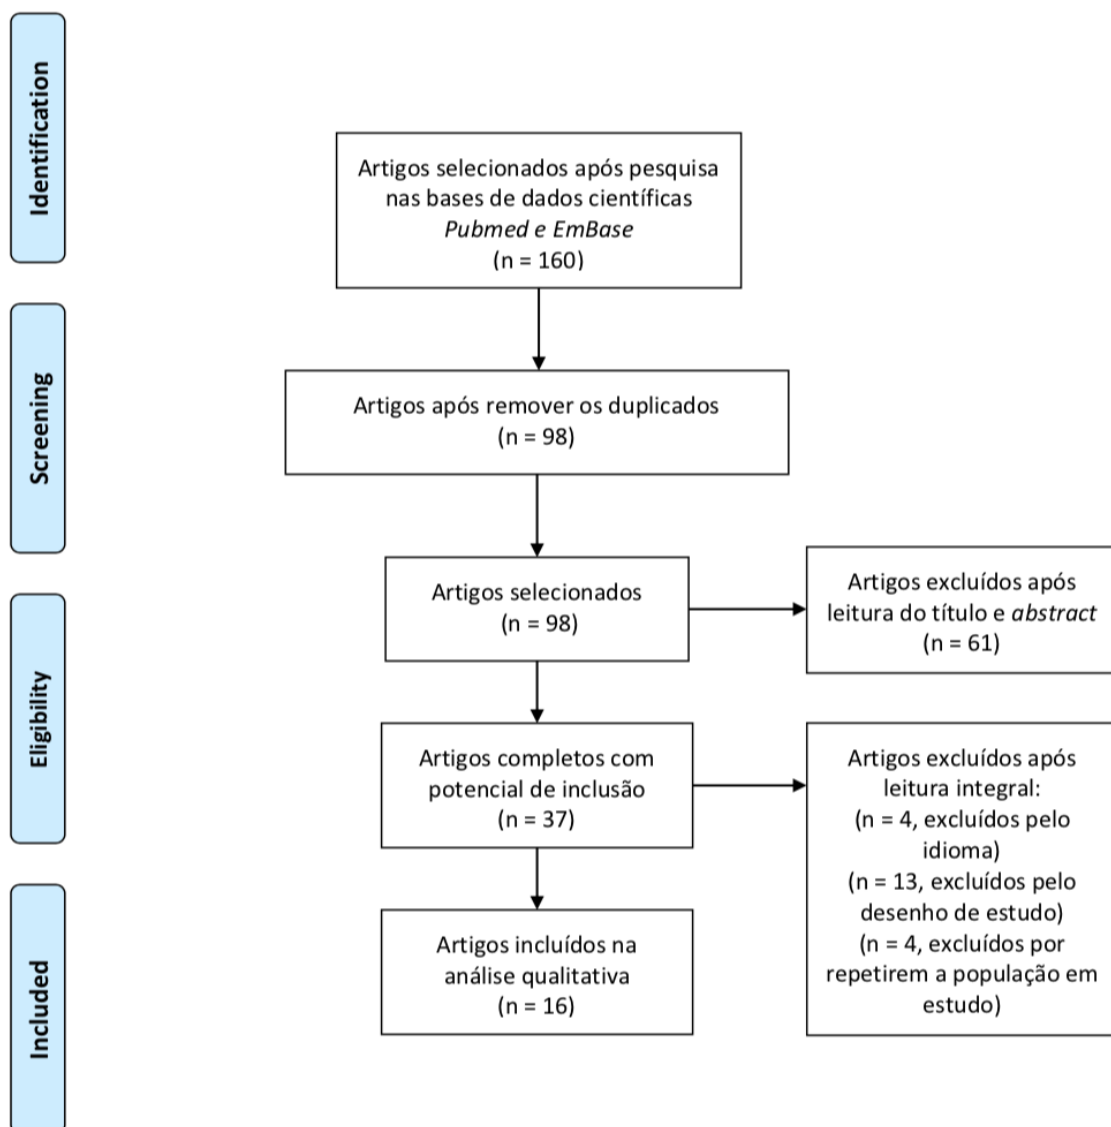 Identification
Artigos selecionados após pesquisa
nas bases de dados científicas
Pubmed e EmBase
(n = 160)
Screening
Artigos após remover os duplicados
(n = 98)
Artigos selecionados
(n = 98)
Artigos excluídos após
leitura do título e abstract
(n = 61)
Eligibility
Artigos completos com
potencial de inclusão
(n = 37)
Artigos excluídos após
leitura integral:
(n = 4, excluídos pelo
idioma)
(n = 13, excluídos pelo
desenho de estudo)
(n = 4, excluídos por
repetirem a população em
estudo)
Included
Artigos incluídos na
análise qualitativa
(n = 16)